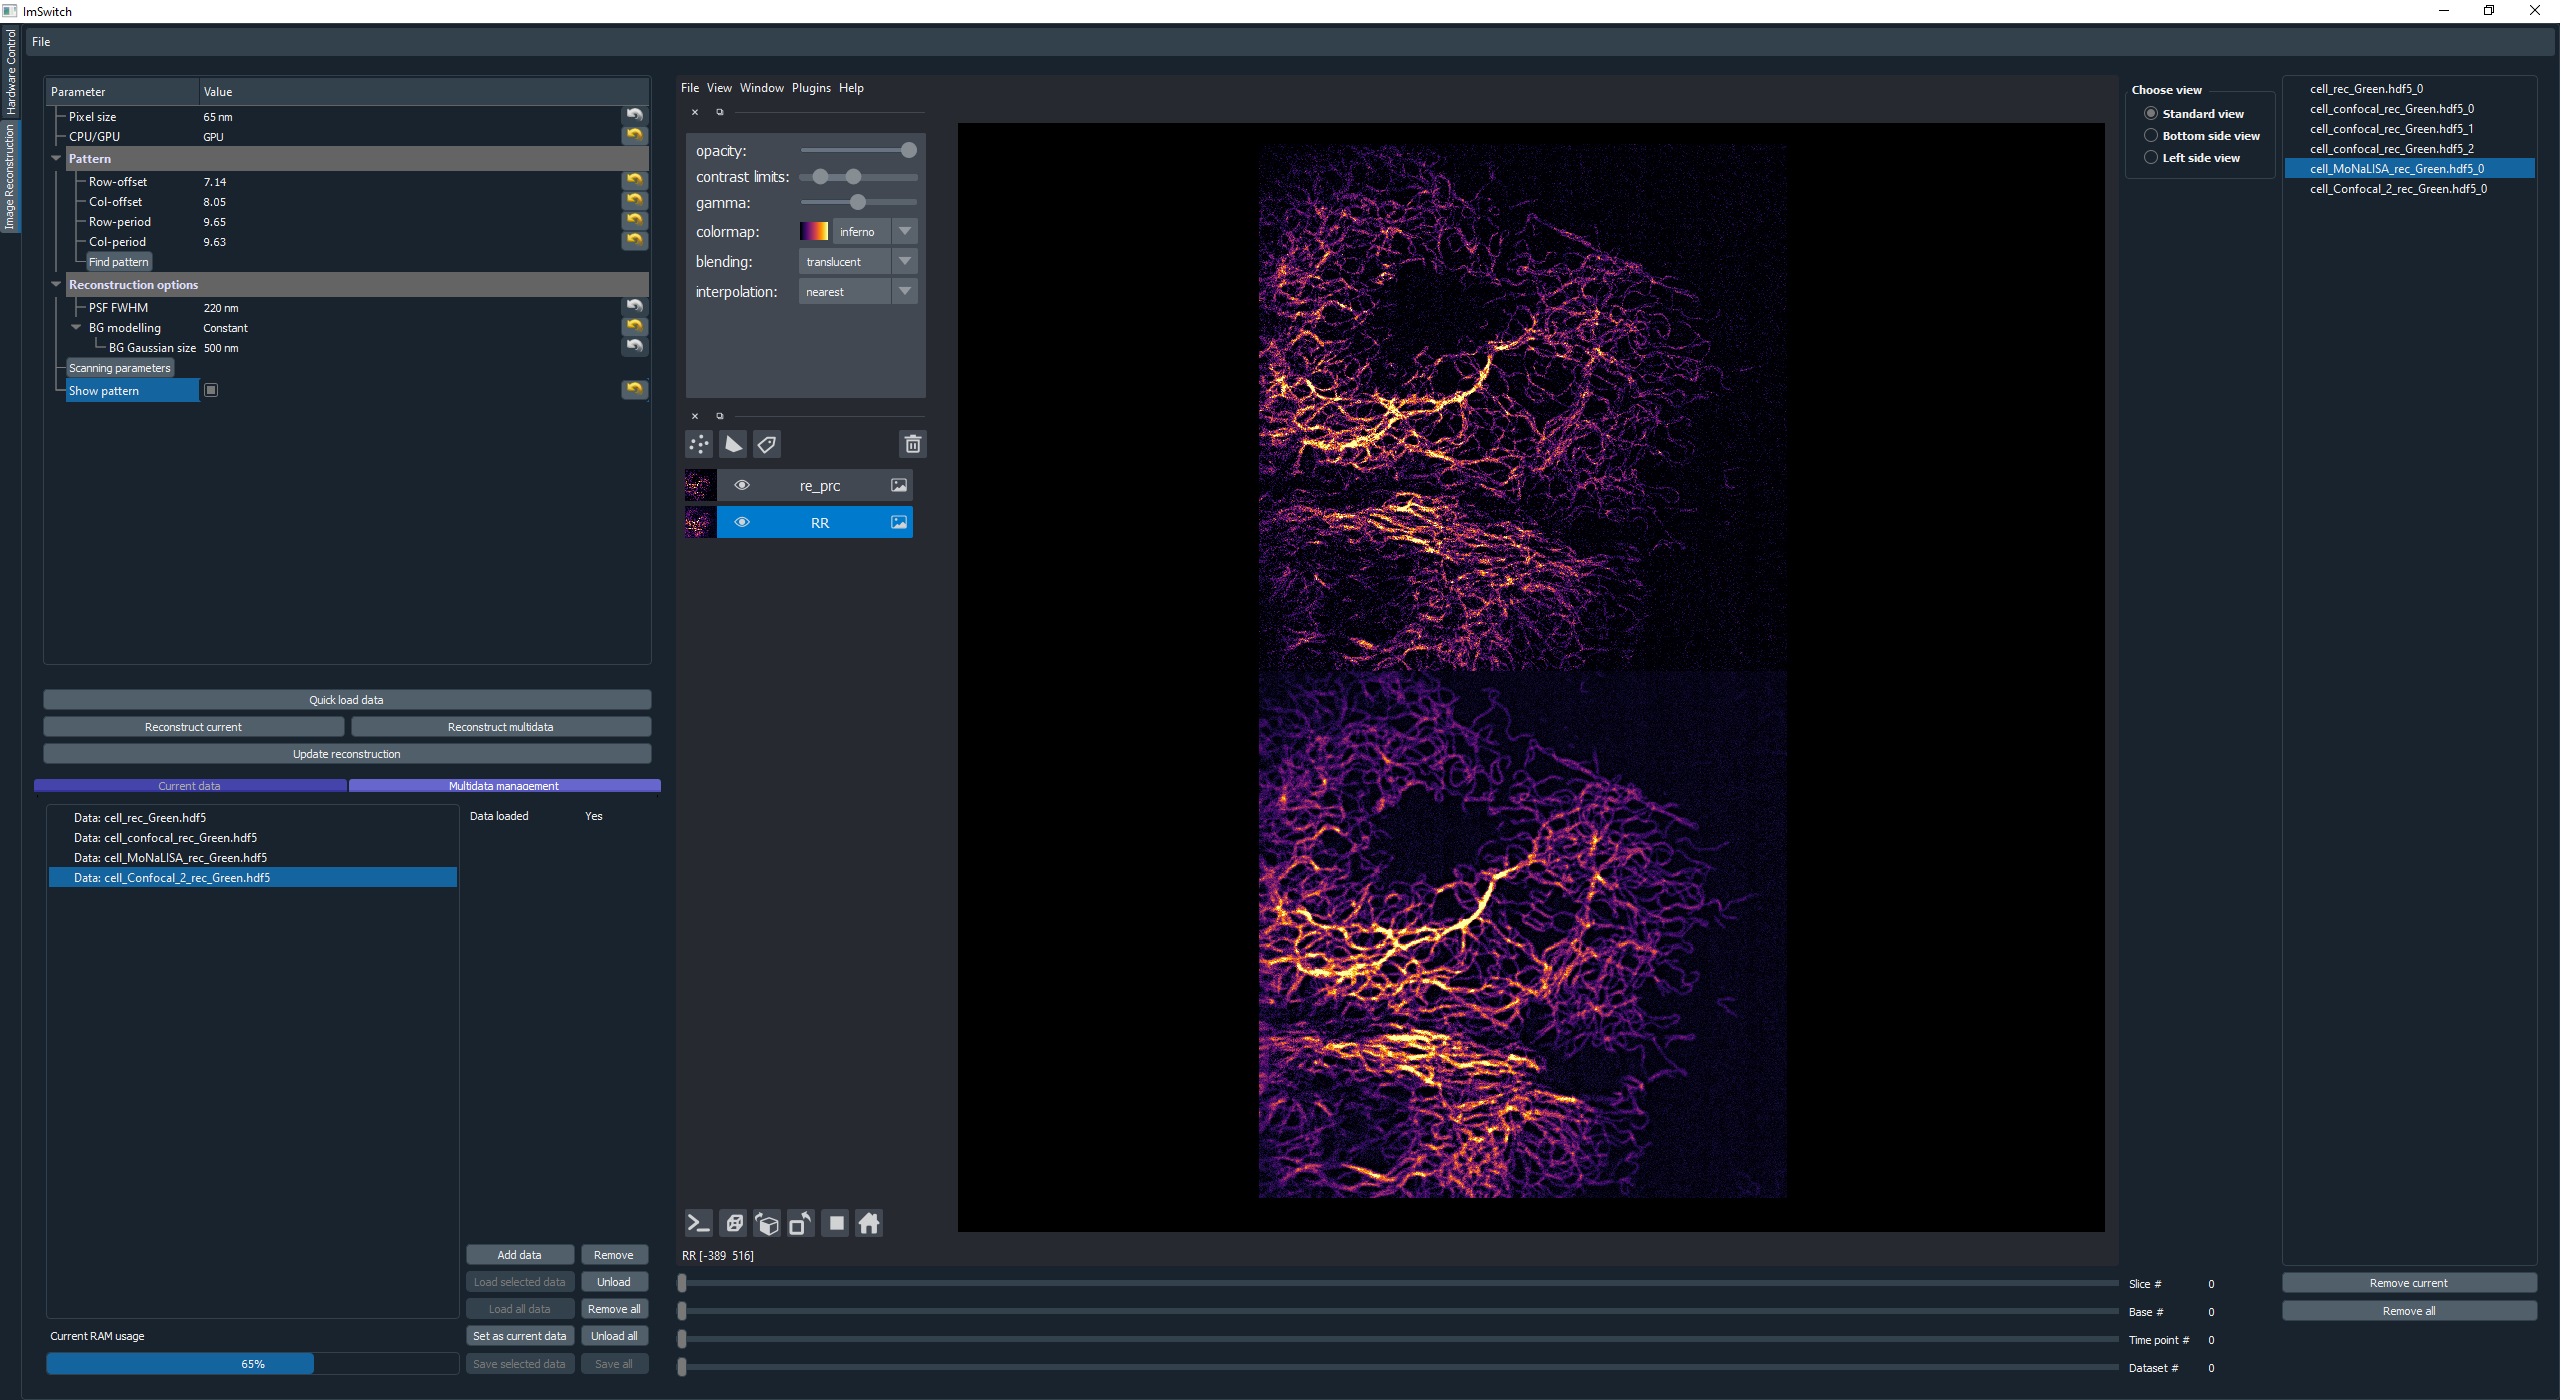 ImSwitch
Hardware Control
Image Reconstruction
File
Parameter Value
Pixel size 65 nm
CPU/GPU GPU
Pattern
Row-offset 7.14
Col-offset 8.05
Row-period 9.65
Col-period 9.63
Find pattern
Reconstruction options
PSF FWHM 220 nm
BG modelling Constant
BG Gaussian size 500 nm
Scanning parameters
Show pattern
Quick load data
Reconstruct current Reconstruct multidata
Update reconstruction
Current data Multidata management
Data: cell_rec_Green.hdf5
Data: cell_confocal_rec_Green.hdf5
Data: cell_MoNaLISA_rec_Green.hdf5
Data: cell_Confocal_2_rec_Green.hdf5
Data loaded Yes
Add data Remove
Load selected data Unload
Load all data Remove all
Set as current data Unload all
Save selected data Save all
Current RAM usage
65%
File View Window Plugins Help
opacity:
contrast limits:
gamma:
colormap: inferno
blending: translucent
interpolation: nearest
re_prc
RR
RR [-389 516]
Slice # 0
Base # 0
Time point # 0
Dataset # 0
Choose view
Standard view
Bottom side view
Left side view
cell_rec_Green.hdf5_0
cell_confocal_rec_Green.hdf5_0
cell_confocal_rec_Green.hdf5_1
cell_confocal_rec_Green.hdf5_2
cell_MoNaLISA_rec_Green.hdf5_0
cell_Confocal_2_rec_Green.hdf5_0
Remove current
Remove all